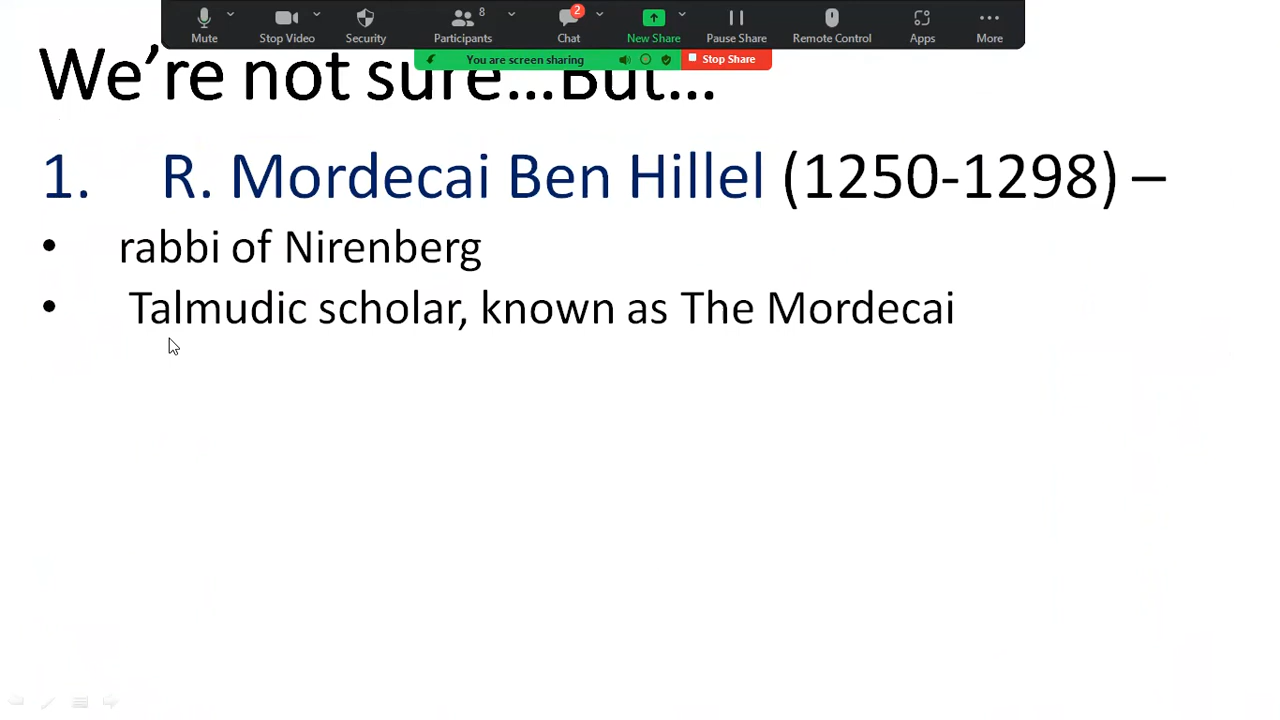 Mute Stop Video Security Participants 8 Chat 2 New Share Pause Share Remote Control Apps More
You are screen sharing Stop Share
We’re not sure…But…
1. R. Mordecai Ben Hillel (1250-1298) –
• rabbi of Nirenberg
• Talmudic scholar, known as The Mordecai